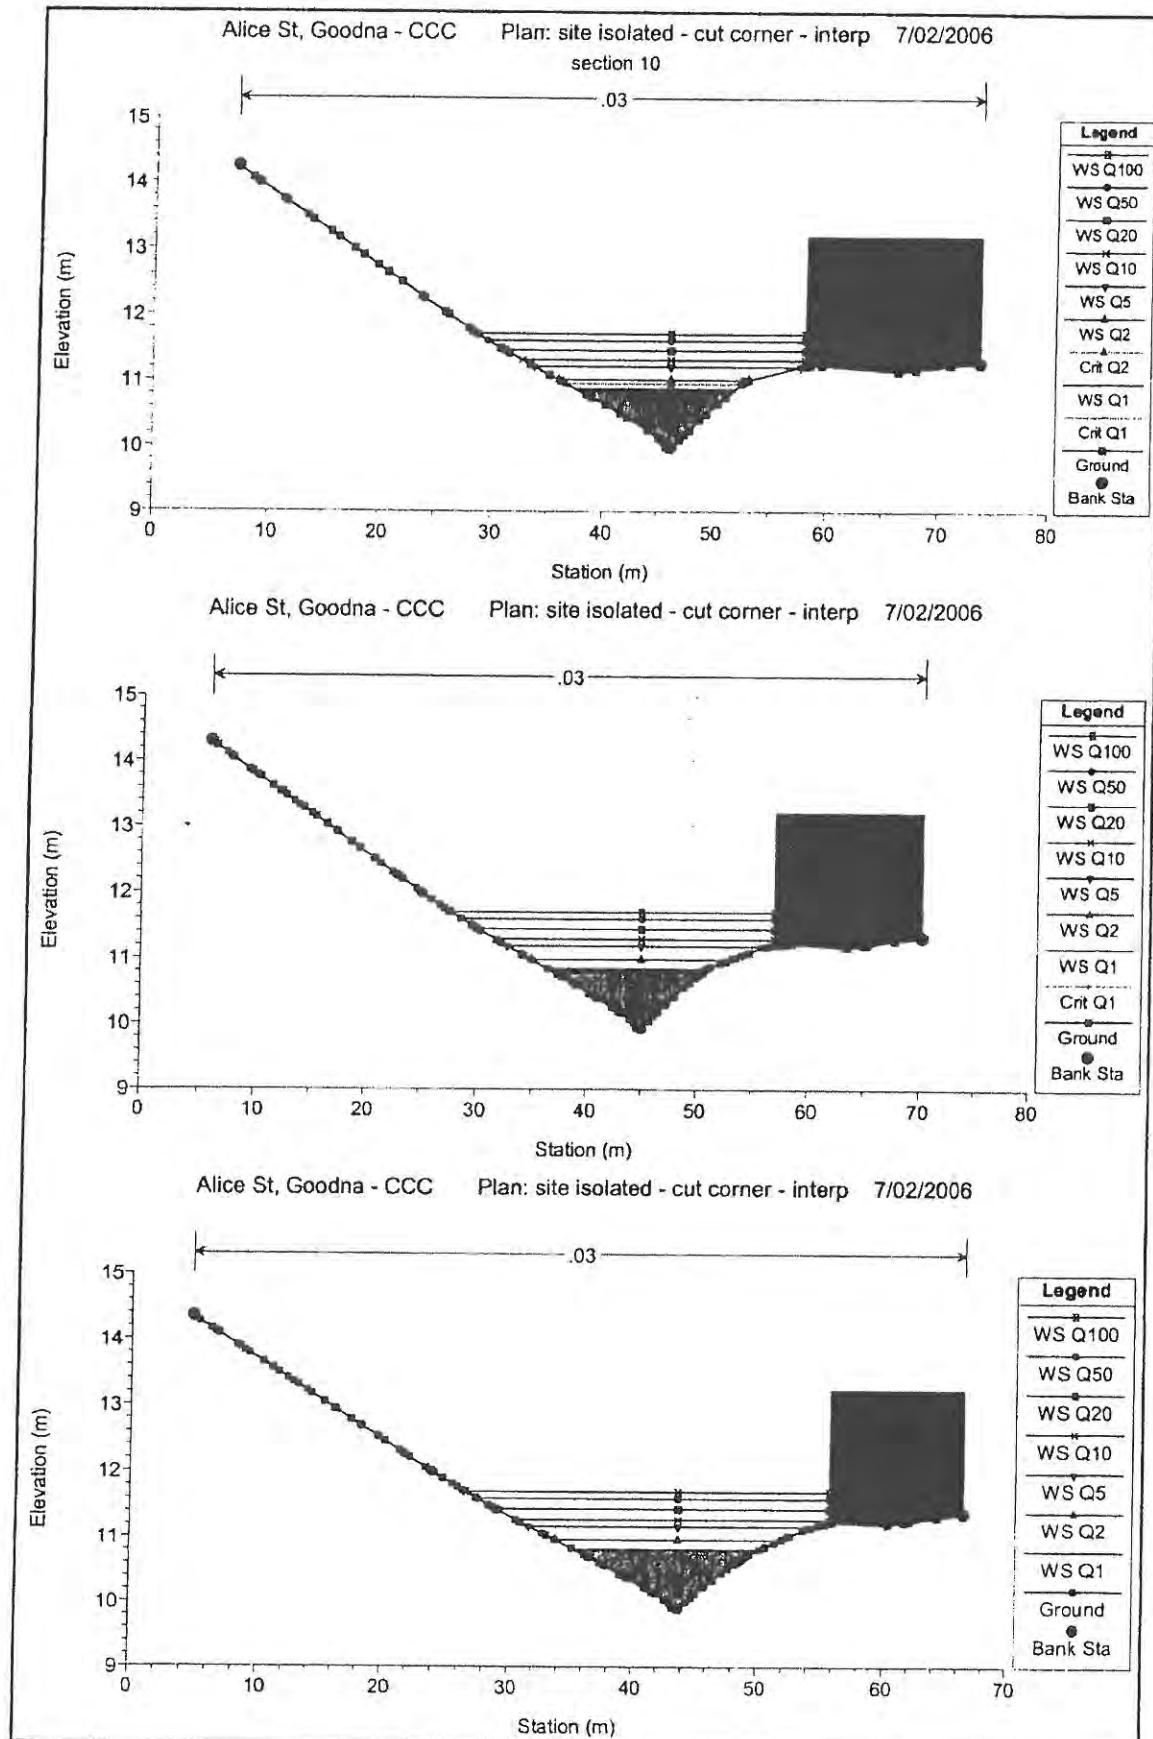 Alice St, Goodna - CCC Plan: site isolated - cut corner - interp 7/02/2006
section 10
.03
15
14
13
12
11
10
9
Elevation (m)
0 10 20 30 40 50 60 70 80
Station (m)
Legend
WS Q100
WS Q50
WS Q20
WS Q10
WS Q5
WS Q2
Crit Q2
WS Q1
Crit Q1
Ground
Bank Sta
Alice St, Goodna - CCC Plan: site isolated - cut corner - interp 7/02/2006
.03
15
14
13
12
11
10
9
Elevation (m)
0 10 20 30 40 50 60 70 80
Station (m)
Legend
WS Q100
WS Q50
WS Q20
WS Q10
WS Q5
WS Q2
WS Q1
Crit Q1
Ground
Bank Sta
Alice St, Goodna - CCC Plan: site isolated - cut corner - interp 7/02/2006
.03
15
14
13
12
11
10
9
Elevation (m)
0 10 20 30 40 50 60 70
Station (m)
Legend
WS Q100
WS Q50
WS Q20
WS Q10
WS Q5
WS Q2
WS Q1
Ground
Bank Sta